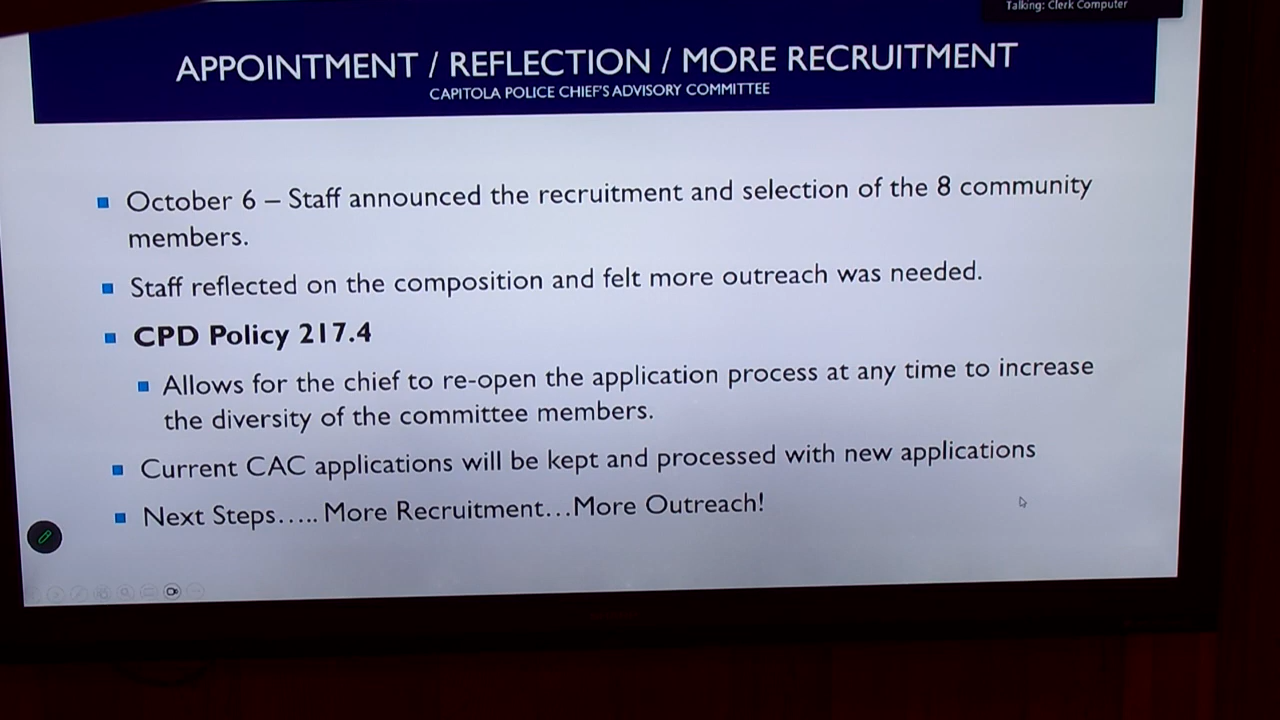 Talking: Clerk Computer
APPOINTMENT / REFLECTION / MORE RECRUITMENT
CAPITOLA POLICE CHIEF'S ADVISORY COMMITTEE
October 6 – Staff announced the recruitment and selection of the 8 community
members.
Staff reflected on the composition and felt more outreach was needed.
CPD Policy 217.4
Allows for the chief to re-open the application process at any time to increase
the diversity of the committee members.
Current CAC applications will be kept and processed with new applications
Next Steps..... More Recruitment...More Outreach!